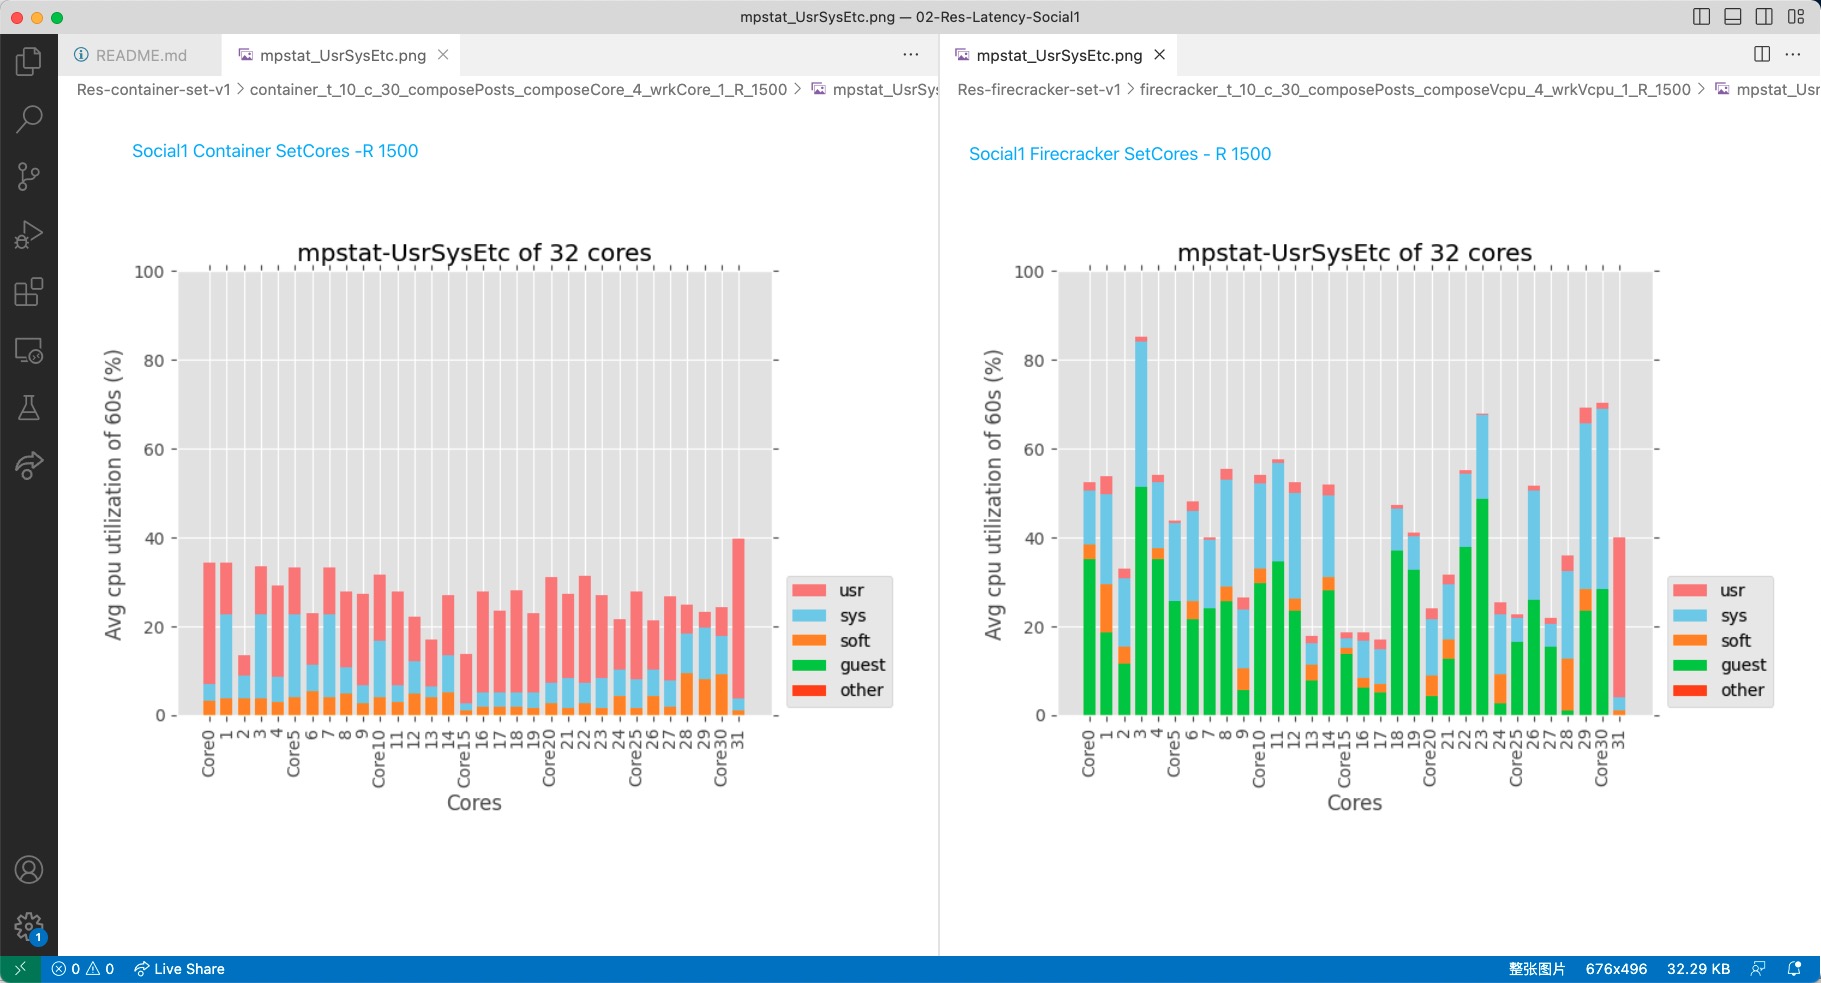 mpstat_UsrSysEtc.png — 02-Res-Latency-Social1
README.md
mpstat_UsrSysEtc.png
Res-container-set-v1 > container_t_10_c_30_composePosts_composeCore_4_wrkCore_1_R_1500 > mpstat_UsrSys
Social1 Container SetCores -R 1500
mpstat-UsrSysEtc of 32 cores
Avg cpu utilization of 60s (%)
100
80
60
40
20
0
Core0 1 2 3 4 Core5 6 7 8 9 Core10 11 12 13 14 Core15 16 17 18 19 Core20 21 22 23 24 Core25 26 27 28 29 Core30 31
Cores
usr
sys
soft
guest
other
mpstat_UsrSysEtc.png
Res-firecracker-set-v1 > firecracker_t_10_c_30_composePosts_composeVcpu_4_wrkVcpu_1_R_1500 > mpstat_Usr
Social1 Firecracker SetCores - R 1500
mpstat-UsrSysEtc of 32 cores
Avg cpu utilization of 60s (%)
100
80
60
40
20
0
Core0 1 2 3 4 Core5 6 7 8 9 Core10 11 12 13 14 Core15 16 17 18 19 Core20 21 22 23 24 Core25 26 27 28 29 Core30 31
Cores
usr
sys
soft
guest
other
1
0 0 Live Share 整张图片 676x496 32.29 KB